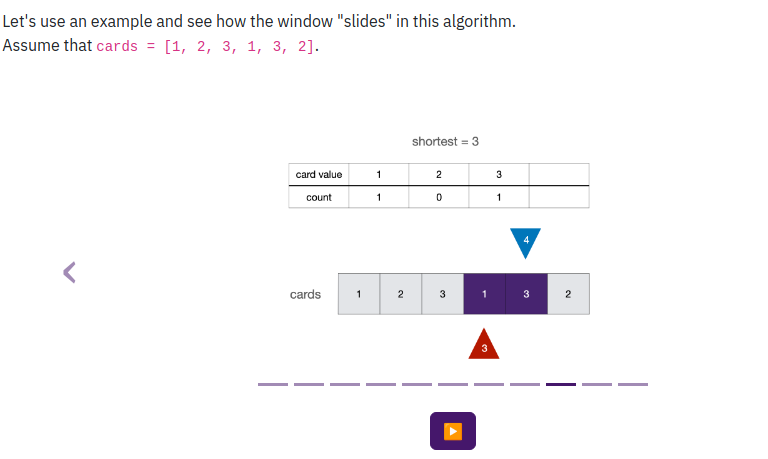 Let's use an example and see how the window "slides" in this algorithm.
Assume that cards = [1, 2, 3, 1, 3, 2].
shortest = 3
card value 1 2 3
count 1 0 1
4
cards 1 2 3 1 3 2
3